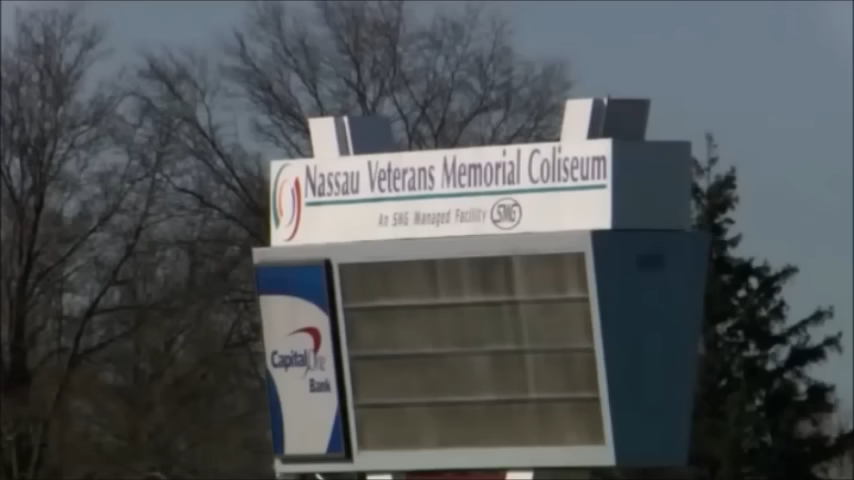 Nassau Veterans Memorial Coliseum
An SMG Managed Facility SMG
Capital One
Bank